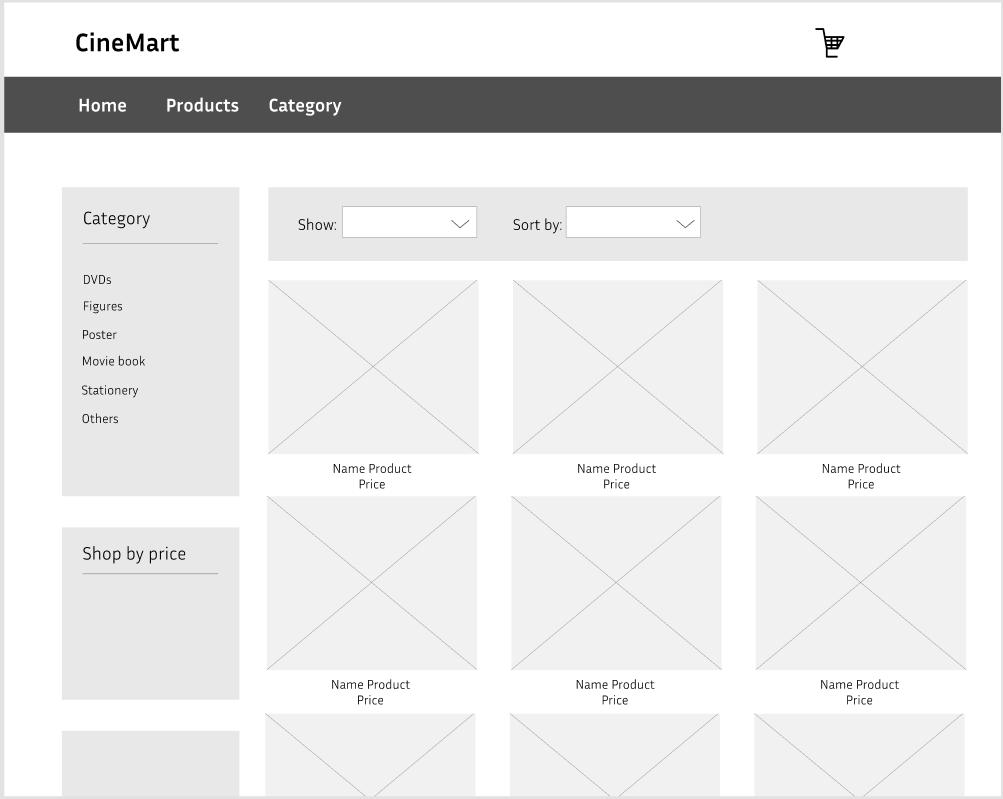 CineMart
Home Products Category
Category
DVDs
Figures
Poster
Movie book
Stationery
Others
Shop by price
Show: Sort by:
Name Product Name Product Name Product
Price Price Price
Name Product Name Product Name Product
Price Price Price